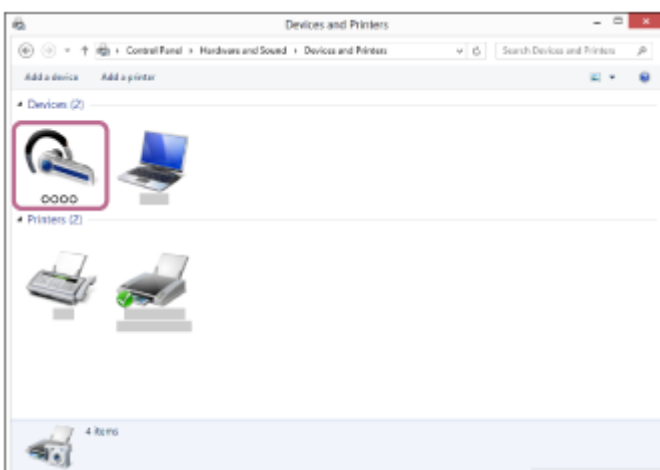 Devices and Printers
Control Panel › Hardware and Sound › Devices and Printers
Search Devices and Printers
Add a device Add a printer
Devices (2)
OOOO
Printers (2)
4 items